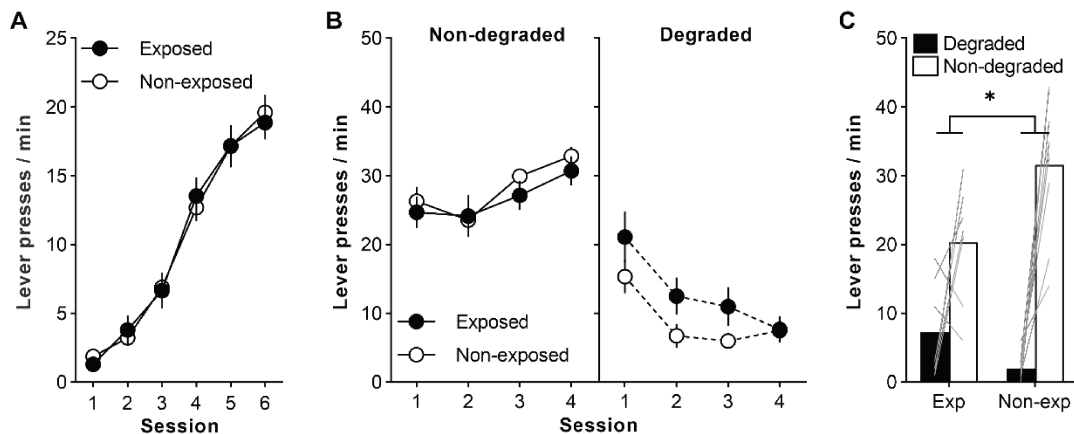 A
Lever presses / min
25
20
15
10
5
0
Exposed
Non-exposed
1 2 3 4 5 6
Session
B
Lever presses / min
50
40
30
20
10
0
Non-degraded
Degraded
Exposed
Non-exposed
1 2 3 4
1 2 3 4
Session
C
Lever presses / min
50
40
30
20
10
0
Degraded
Non-degraded
*
Exp Non-exp